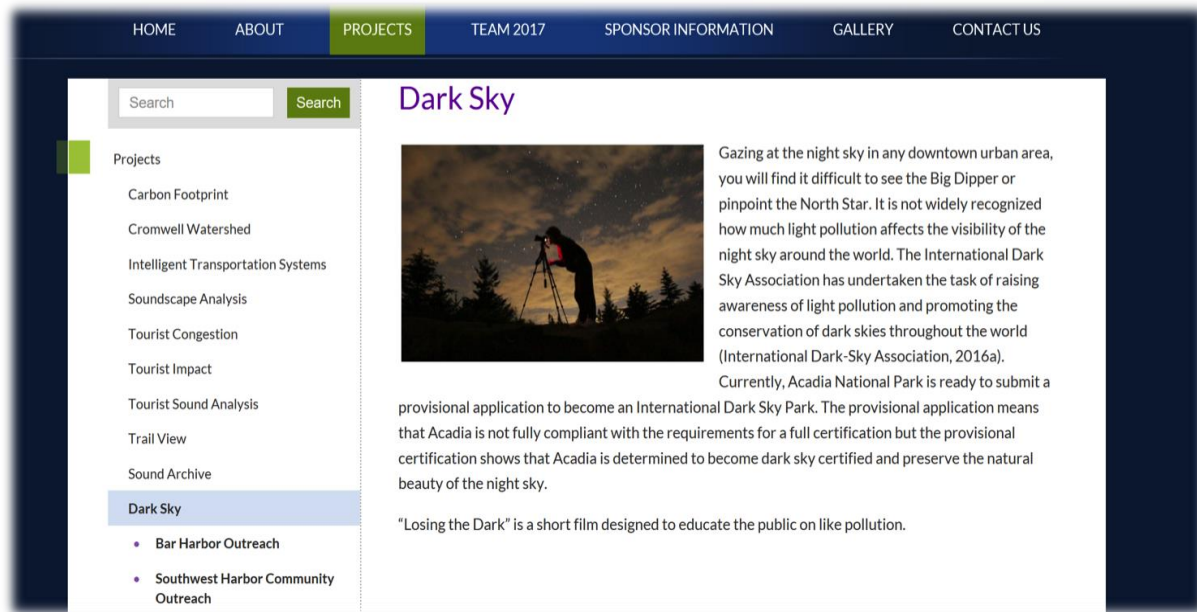 HOME ABOUT PROJECTS TEAM 2017 SPONSOR INFORMATION GALLERY CONTACT US
Search Search
Projects
Carbon Footprint
Cromwell Watershed
Intelligent Transportation Systems
Soundscape Analysis
Tourist Congestion
Tourist Impact
Tourist Sound Analysis
Trail View
Sound Archive
Dark Sky
• Bar Harbor Outreach
• Southwest Harbor Community
Outreach
Dark Sky
Gazing at the night sky in any downtown urban area,
you will find it difficult to see the Big Dipper or
pinpoint the North Star. It is not widely recognized
how much light pollution affects the visibility of the
night sky around the world. The International Dark
Sky Association has undertaken the task of raising
awareness of light pollution and promoting the
conservation of dark skies throughout the world
(International Dark-Sky Association, 2016a).
Currently, Acadia National Park is ready to submit a
provisional application to become an International Dark Sky Park. The provisional application means
that Acadia is not fully compliant with the requirements for a full certification but the provisional
certification shows that Acadia is determined to become dark sky certified and preserve the natural
beauty of the night sky.
“Losing the Dark” is a short film designed to educate the public on like pollution.